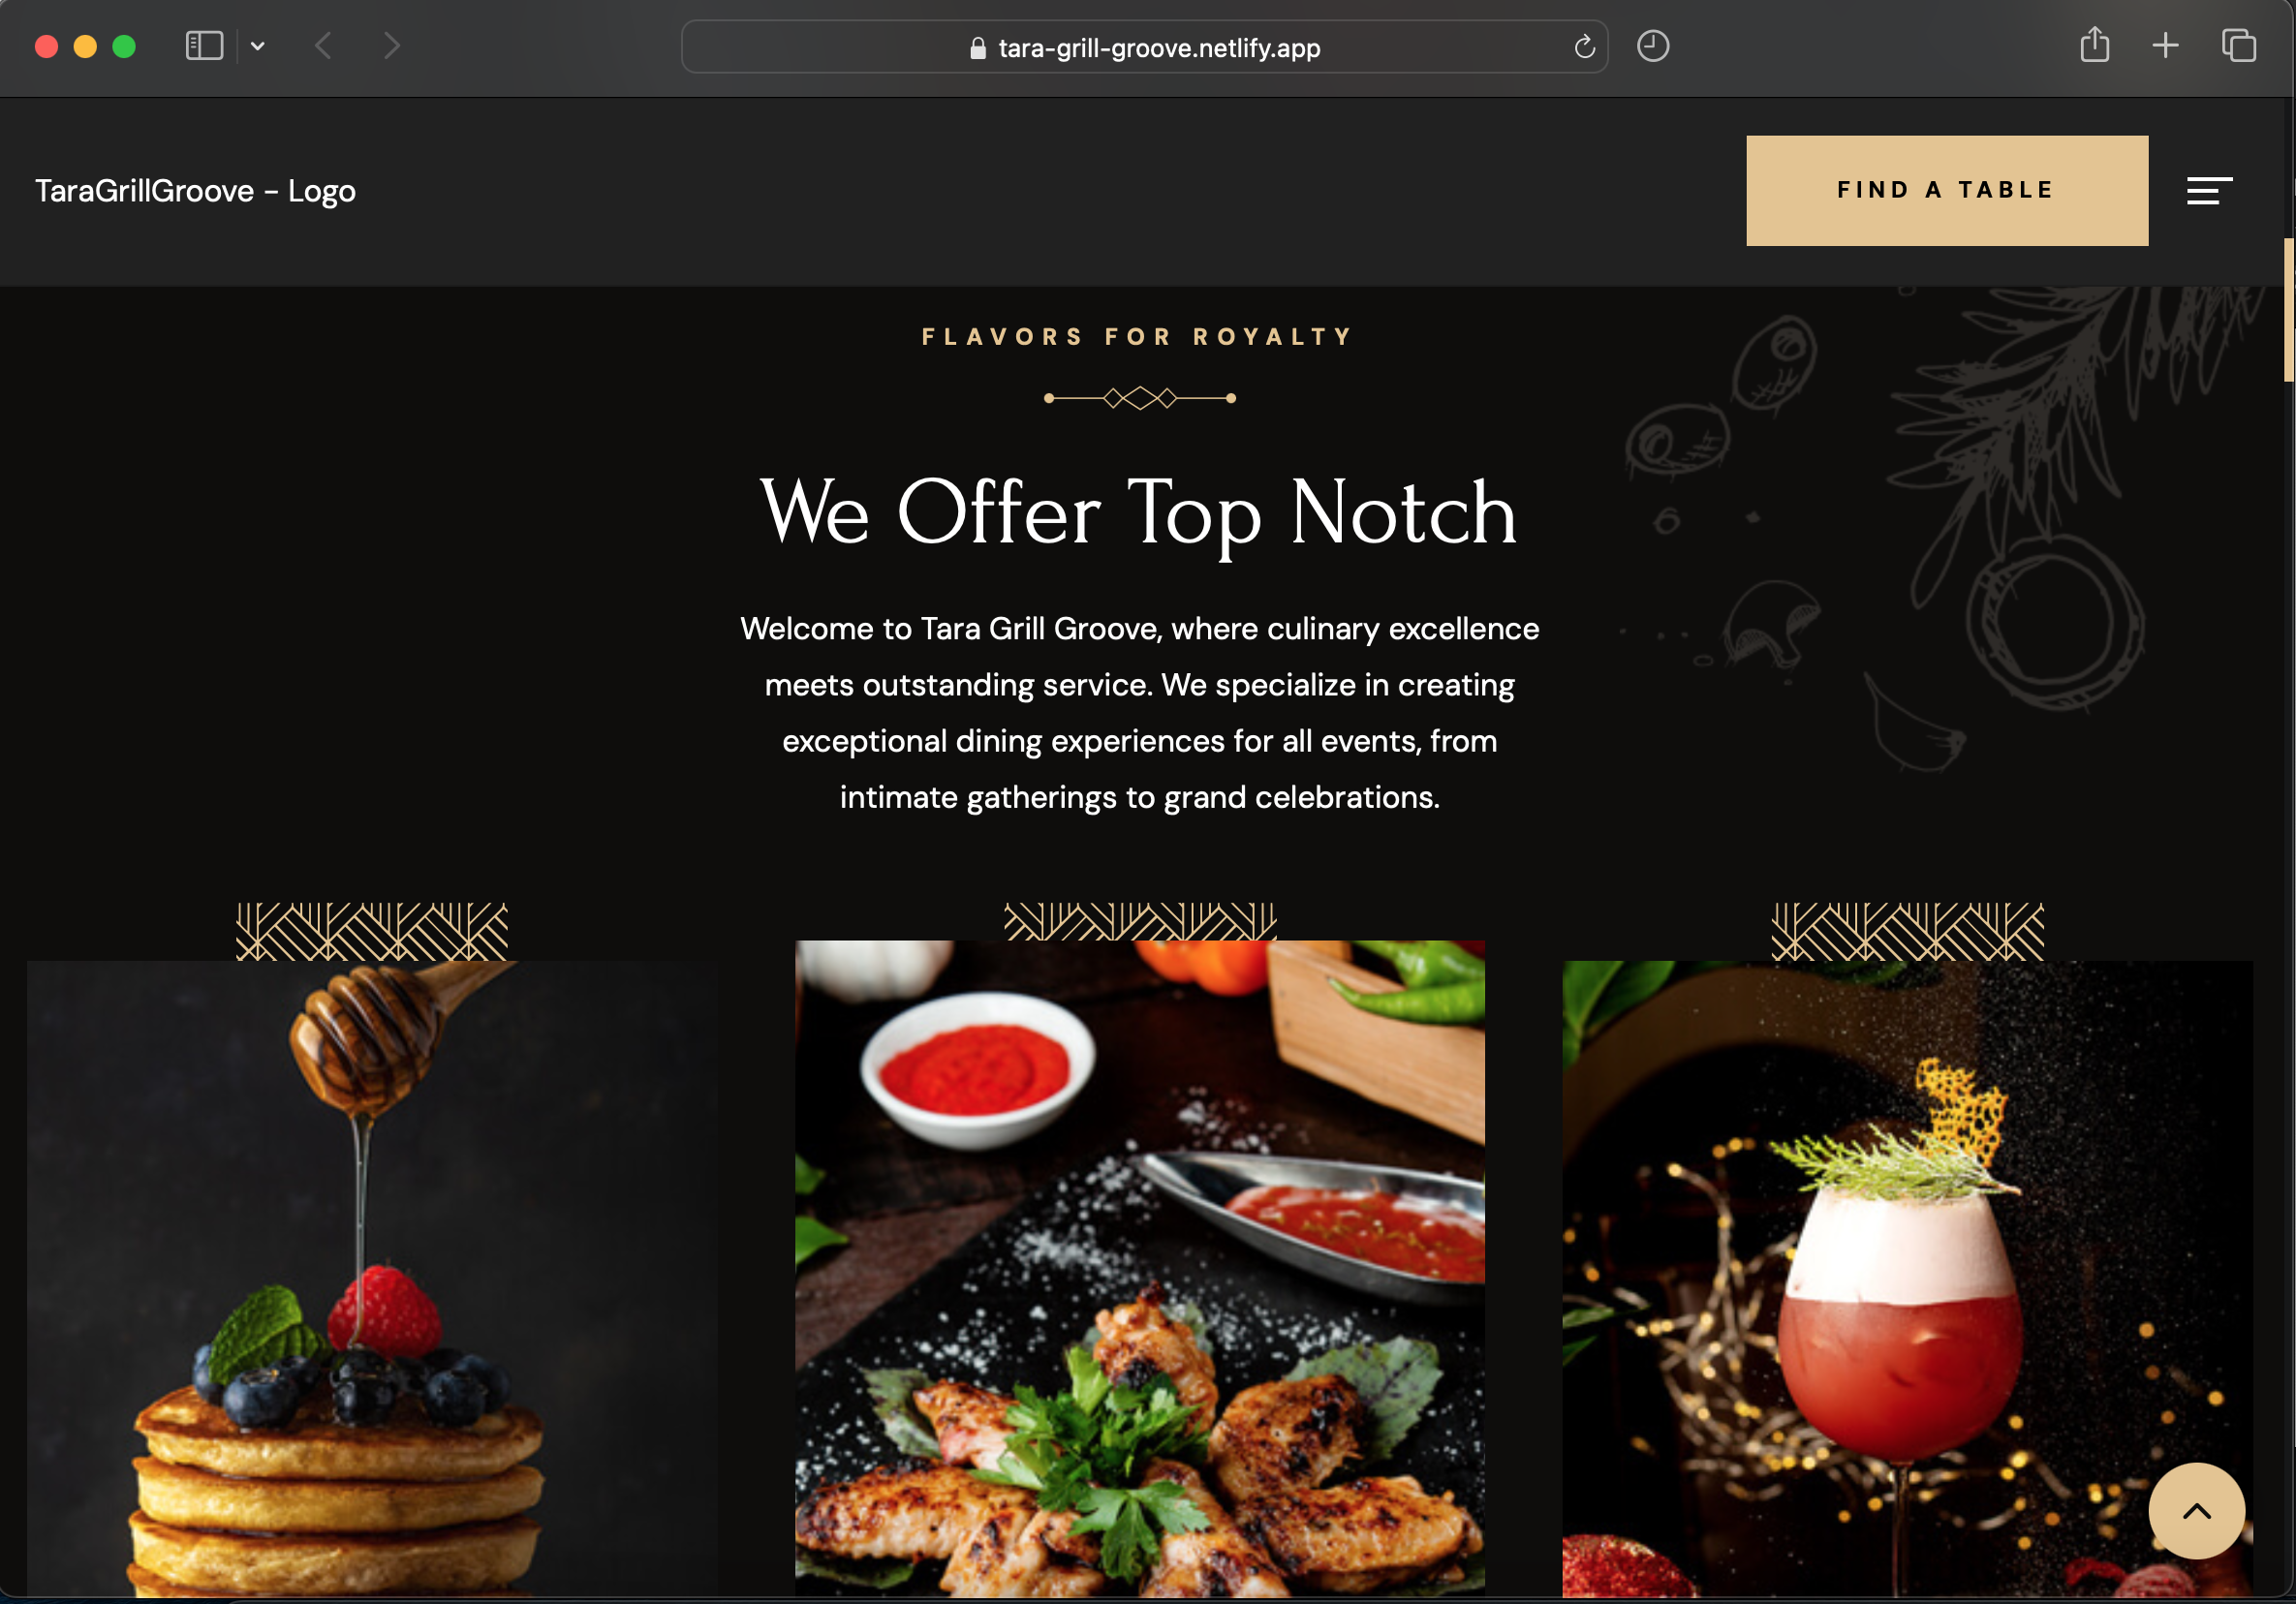 tara-grill-groove.netlify.app
TaraGrillGroove - Logo
FIND A TABLE
FLAVORS FOR ROYALTY
We Offer Top Notch
Welcome to Tara Grill Groove, where culinary excellence
meets outstanding service. We specialize in creating
exceptional dining experiences for all events, from
intimate gatherings to grand celebrations.